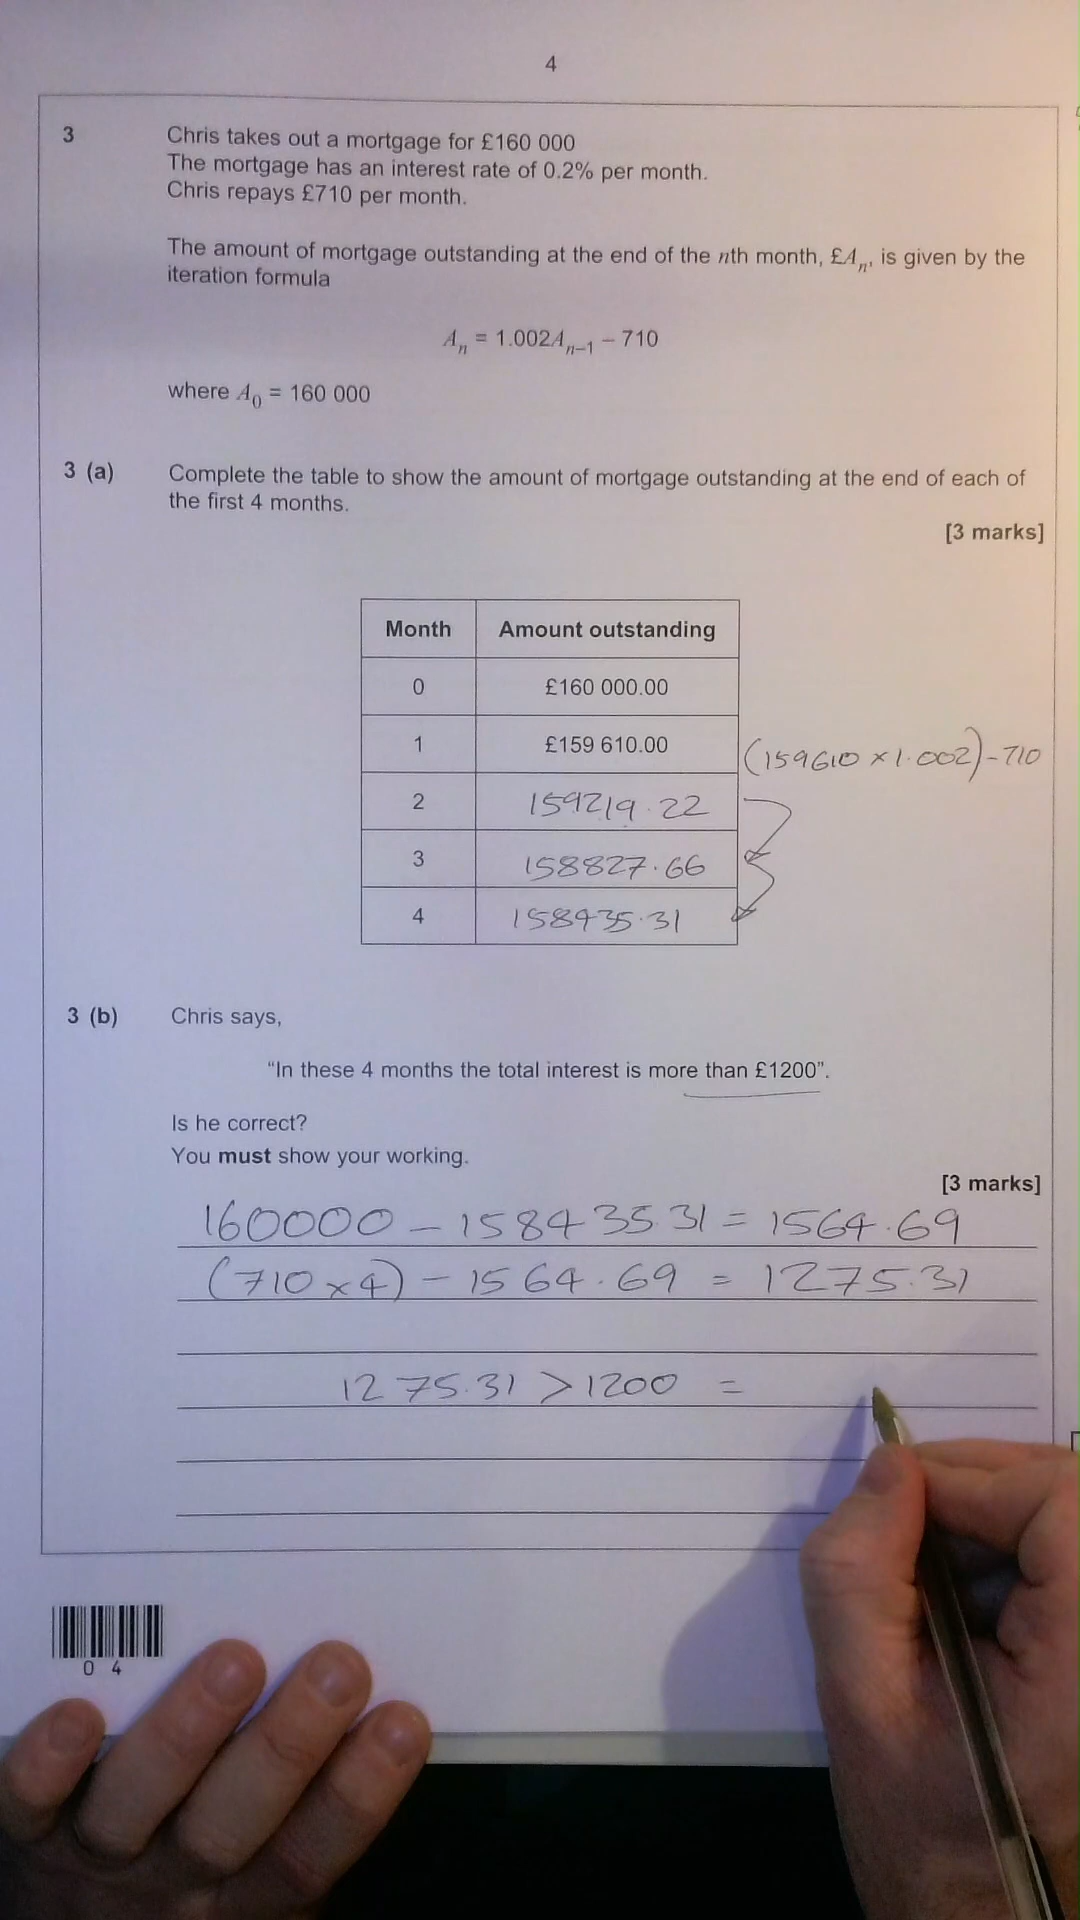 4
3 Chris takes out a mortgage for £160 000
The mortgage has an interest rate of 0.2% per month.
Chris repays £710 per month.
The amount of mortgage outstanding at the end of the nth month, £Aₙ, is given by the
iteration formula
Aₙ = 1.002Aₙ₋₁ – 710
where A₀ = 160 000
3 (a) Complete the table to show the amount of mortgage outstanding at the end of each of
the first 4 months.
[3 marks]
Month Amount outstanding
0 £160 000.00
1 £159 610.00 (159610 × 1.002) - 710
2 159219.22
3 158827.66
4 158435.31
3 (b) Chris says,
“In these 4 months the total interest is more than £1200”.
Is he correct?
You must show your working.
[3 marks]
160000 - 158435.31 = 1564.69
(710 × 4) - 1564.69 = 1275.31
1275.31 > 1200 =
0 4